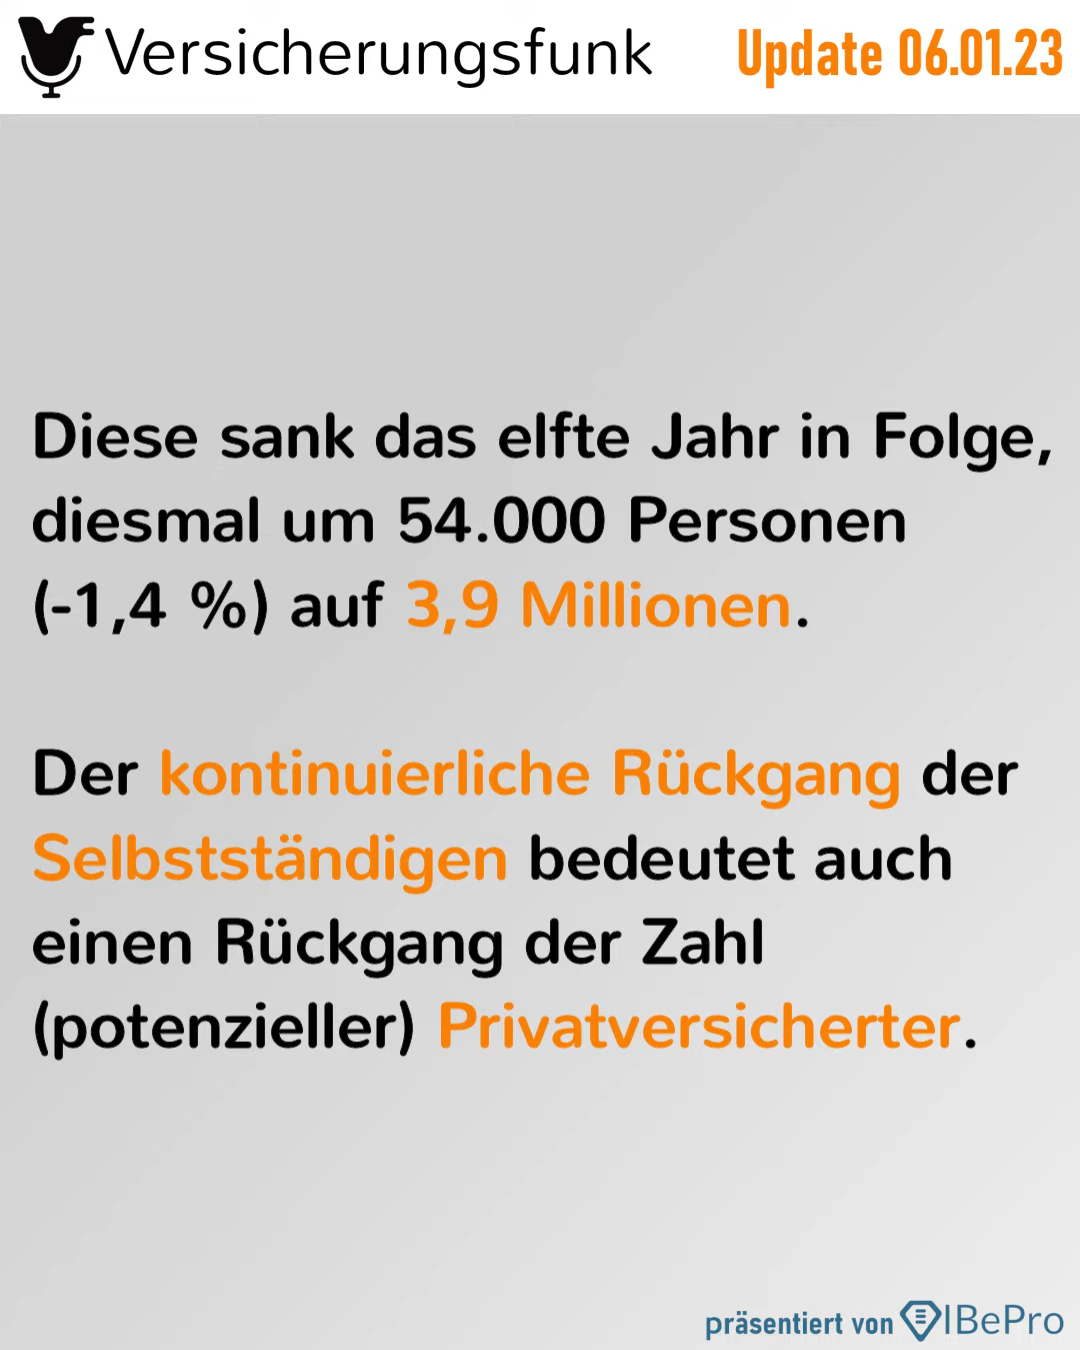 Versicherungsfunk
Update 06.01.23
Diese sank das elfte Jahr in Folge,
diesmal um 54.000 Personen
(-1,4 %) auf 3,9 Millionen.
Der kontinuierliche Rückgang der
Selbstständigen bedeutet auch
einen Rückgang der Zahl
(potenzieller) Privatversicherter.
präsentiert von IBePro